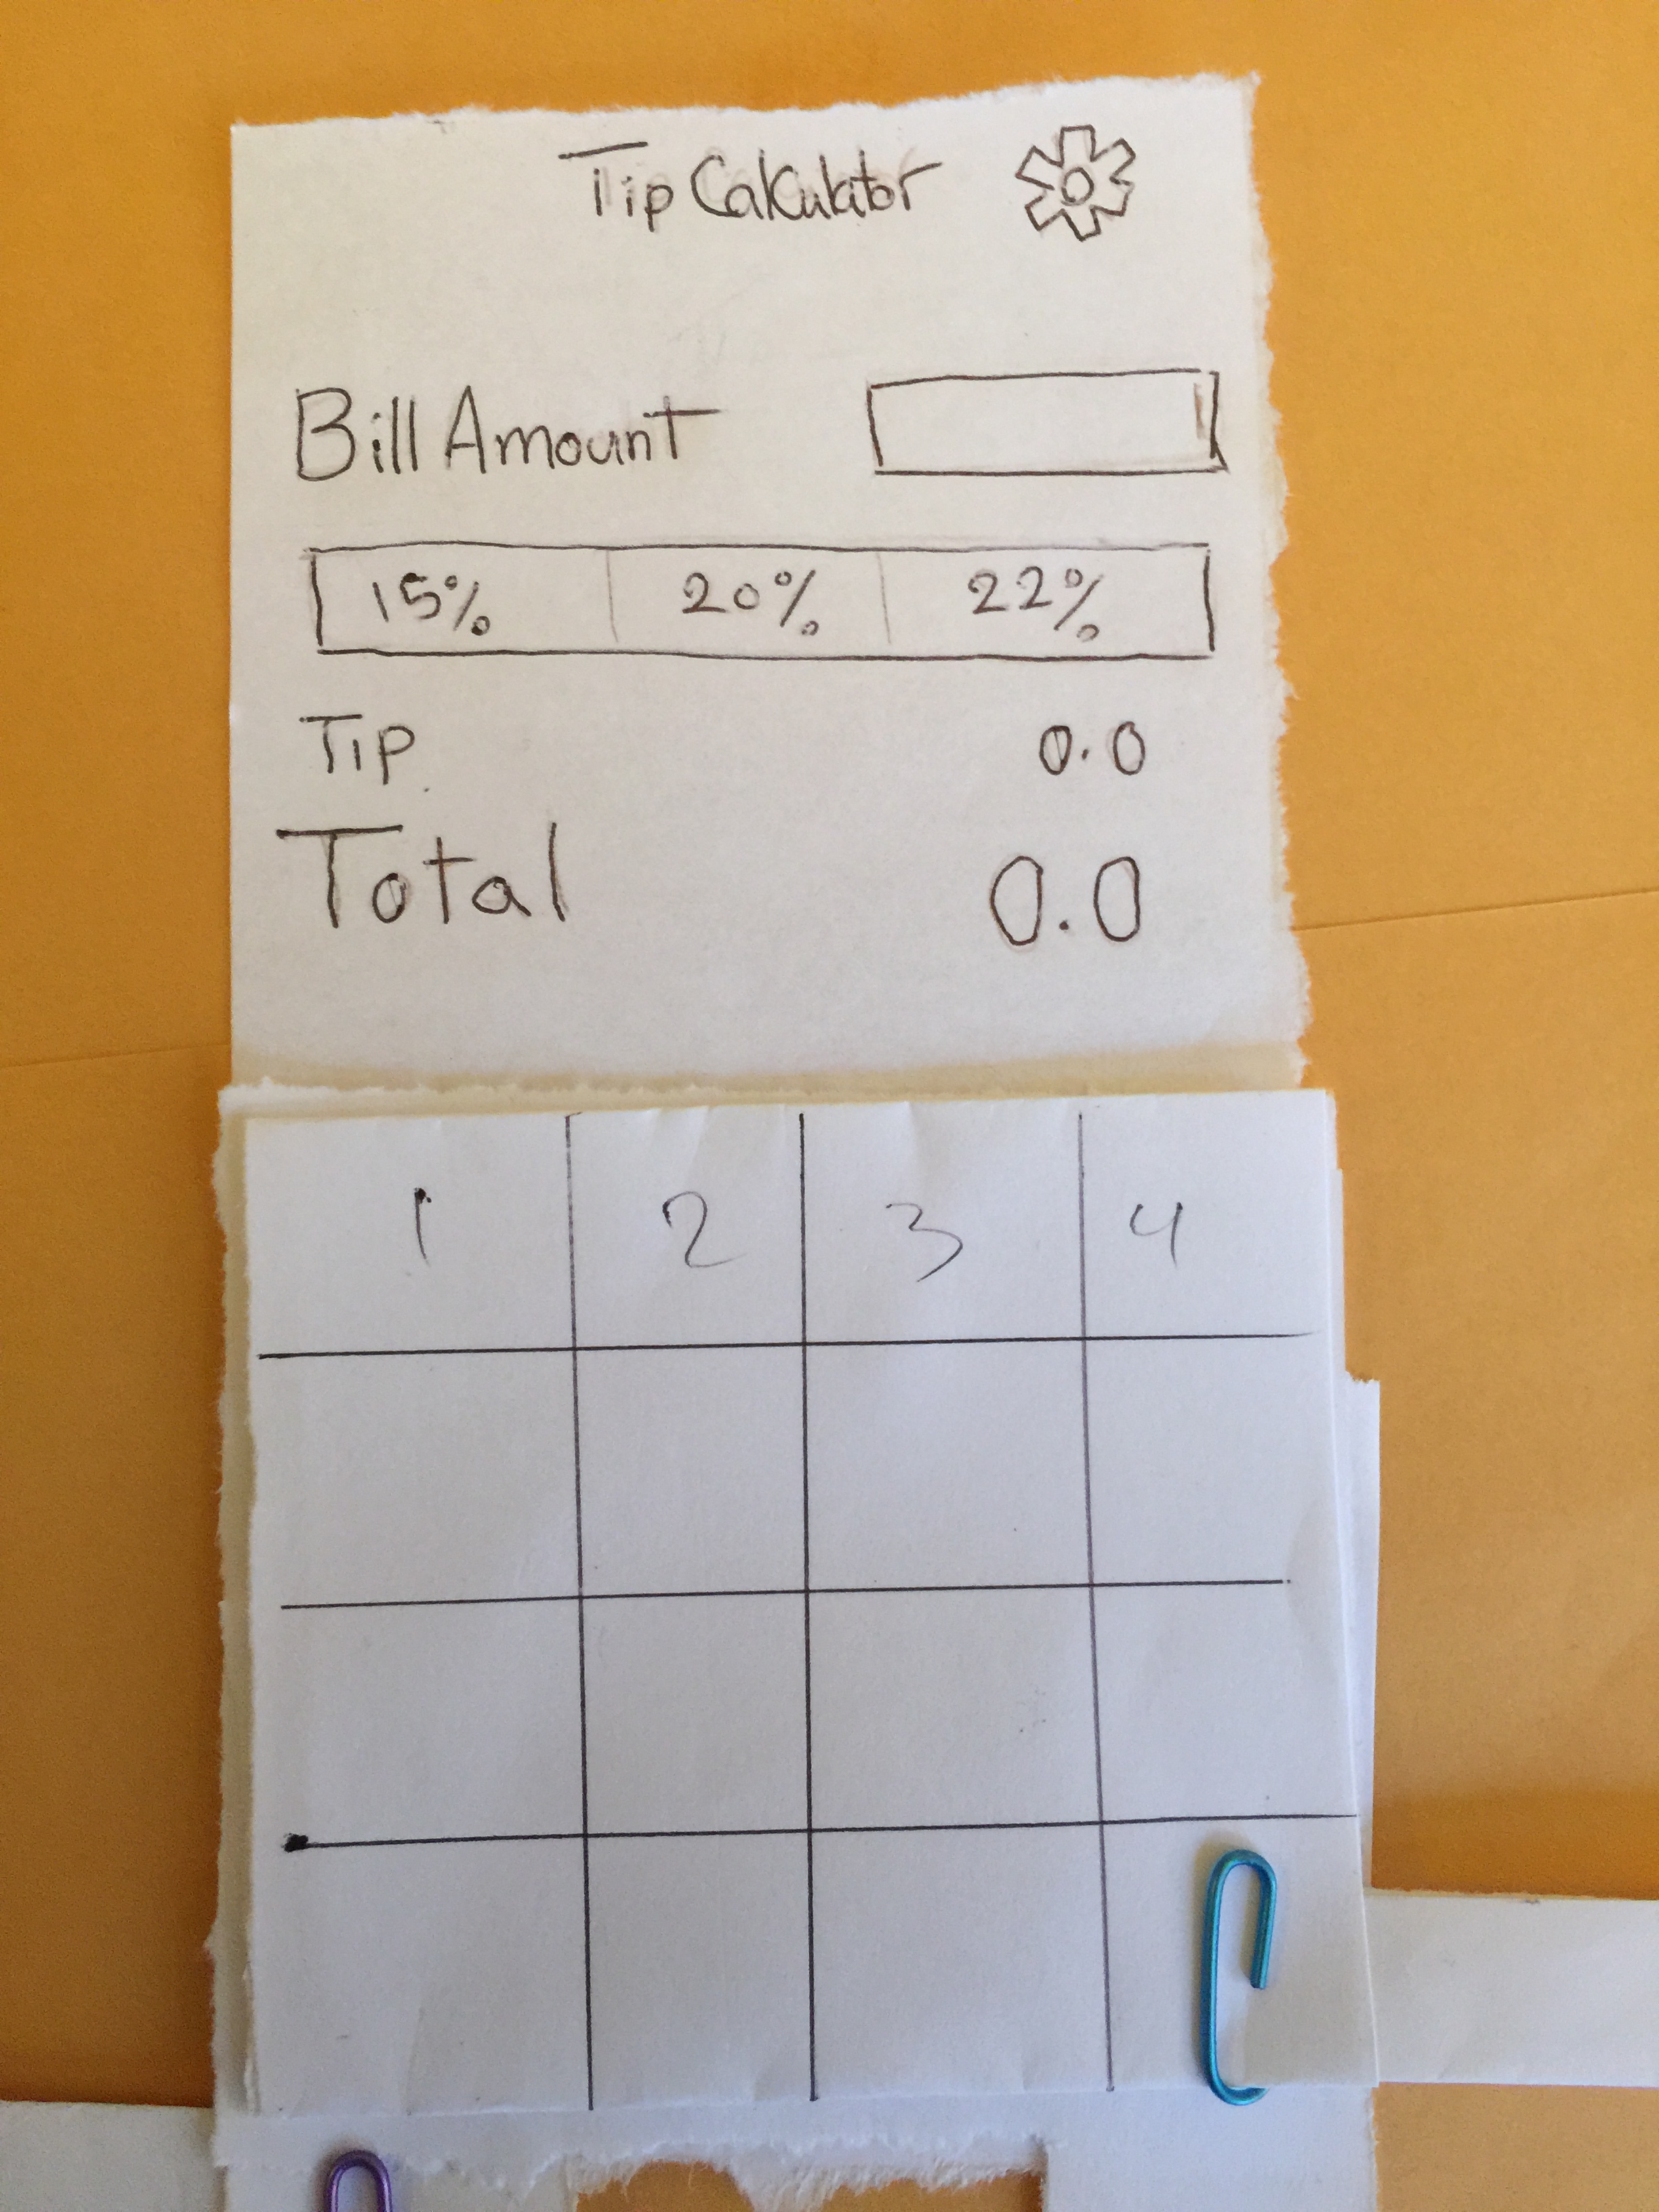 Tip Calculator
Bill Amount
15% 20% 22%
Tip 0.0
Total 0.0
1 2 3 4